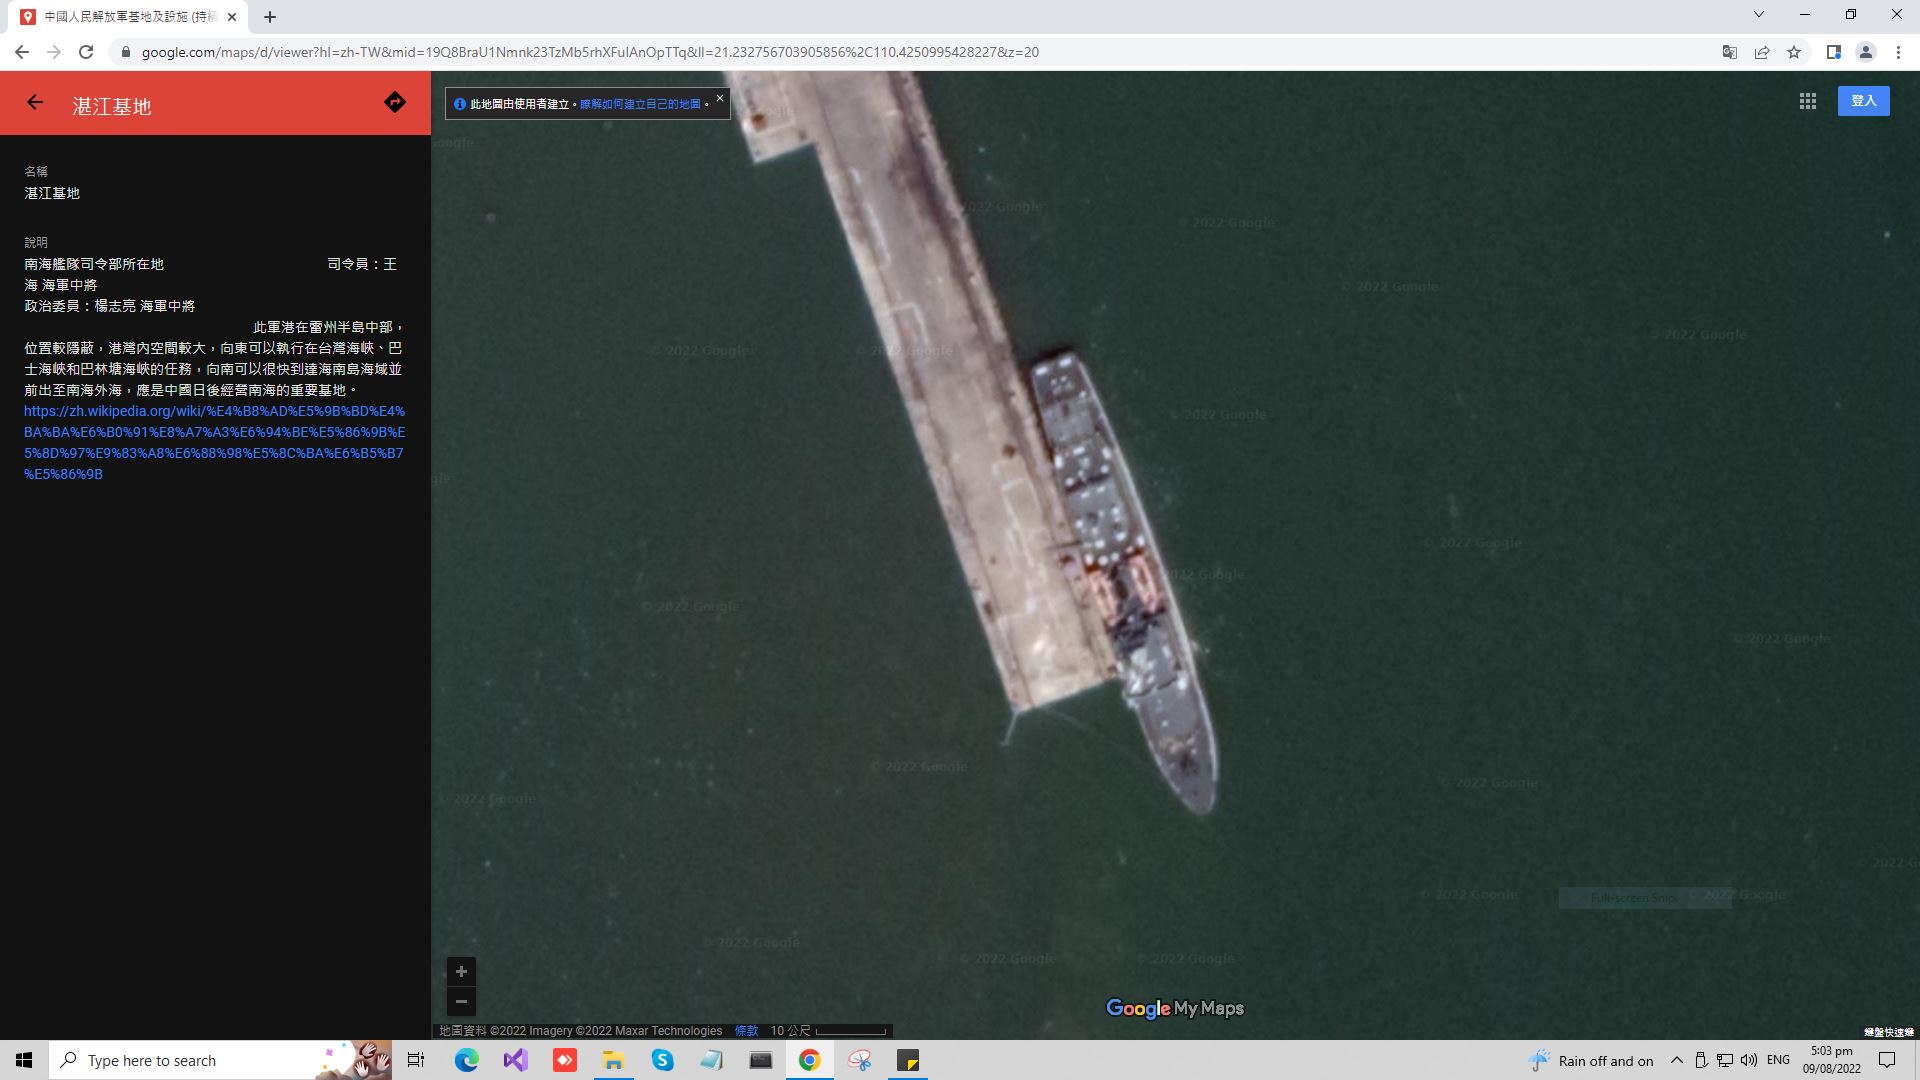 中國人民解放軍基地及設施 (持續
google.com/maps/d/viewer?hl=zh-TW&mid=19Q8BraU1Nmnk23TzMb5rhXFulAnOpTTq&ll=21.232756703905856%2C110.4250995428227&z=20
湛江基地
此地圖由使用者建立。瞭解如何建立自己的地圖。
登入
名稱
湛江基地
說明
南海艦隊司令部所在地 司令員：王
海 海軍中將
政治委員：楊志亮 海軍中將
此軍港在雷州半島中部，
位置較隱蔽，港灣內空間較大，向東可以執行在台灣海峽、巴
士海峽和巴林塘海峽的任務，向南可以很快到達海南島海域並
前出至南海外海，應是中國日後經營南海的重要基地。
https://zh.wikipedia.org/wiki/%E4%B8%AD%E5%9B%BD%E4%
BA%BA%E6%B0%91%E8%A7%A3%E6%94%BE%E5%86%9B%E
5%8D%97%E9%83%A8%E6%88%98%E5%8C%BA%E6%B5%B7
%E5%86%9B
© 2022 Google
Full-screen Snip
Google My Maps
地圖資料 ©2022 Imagery ©2022 Maxar Technologies 條款 10 公尺
鍵盤快速鍵
Type here to search
Rain off and on
ENG
5:03 pm
09/08/2022